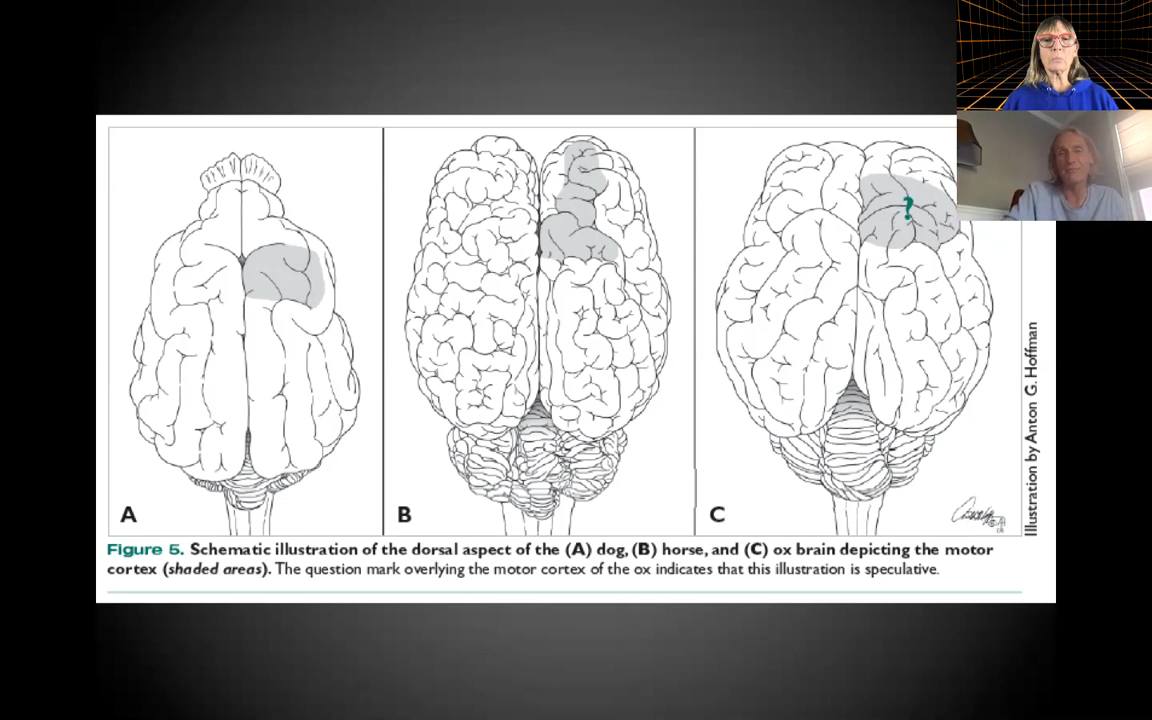 ?
A
B
C
Illustration by Anton G. Hoffman
Figure 5. Schematic illustration of the dorsal aspect of the (A) dog, (B) horse, and (C) ox brain depicting the motor
cortex (shaded areas). The question mark overlying the motor cortex of the ox indicates that this illustration is speculative.